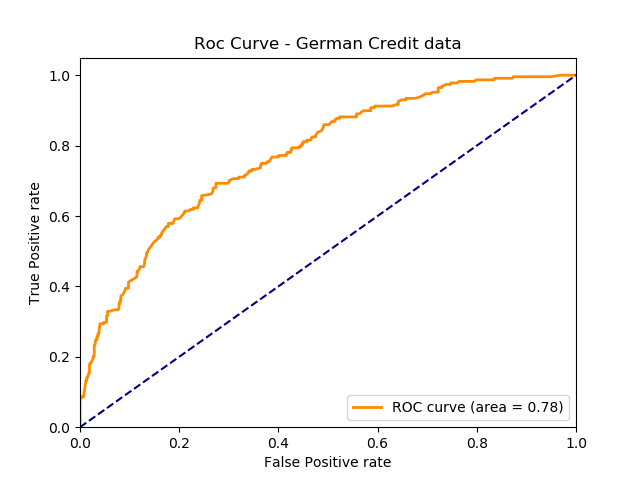 Roc Curve - German Credit data
1.0
0.8
0.6
0.4
0.2
0.0
True Positive rate
ROC curve (area = 0.78)
0.0 0.2 0.4 0.6 0.8 1.0
False Positive rate